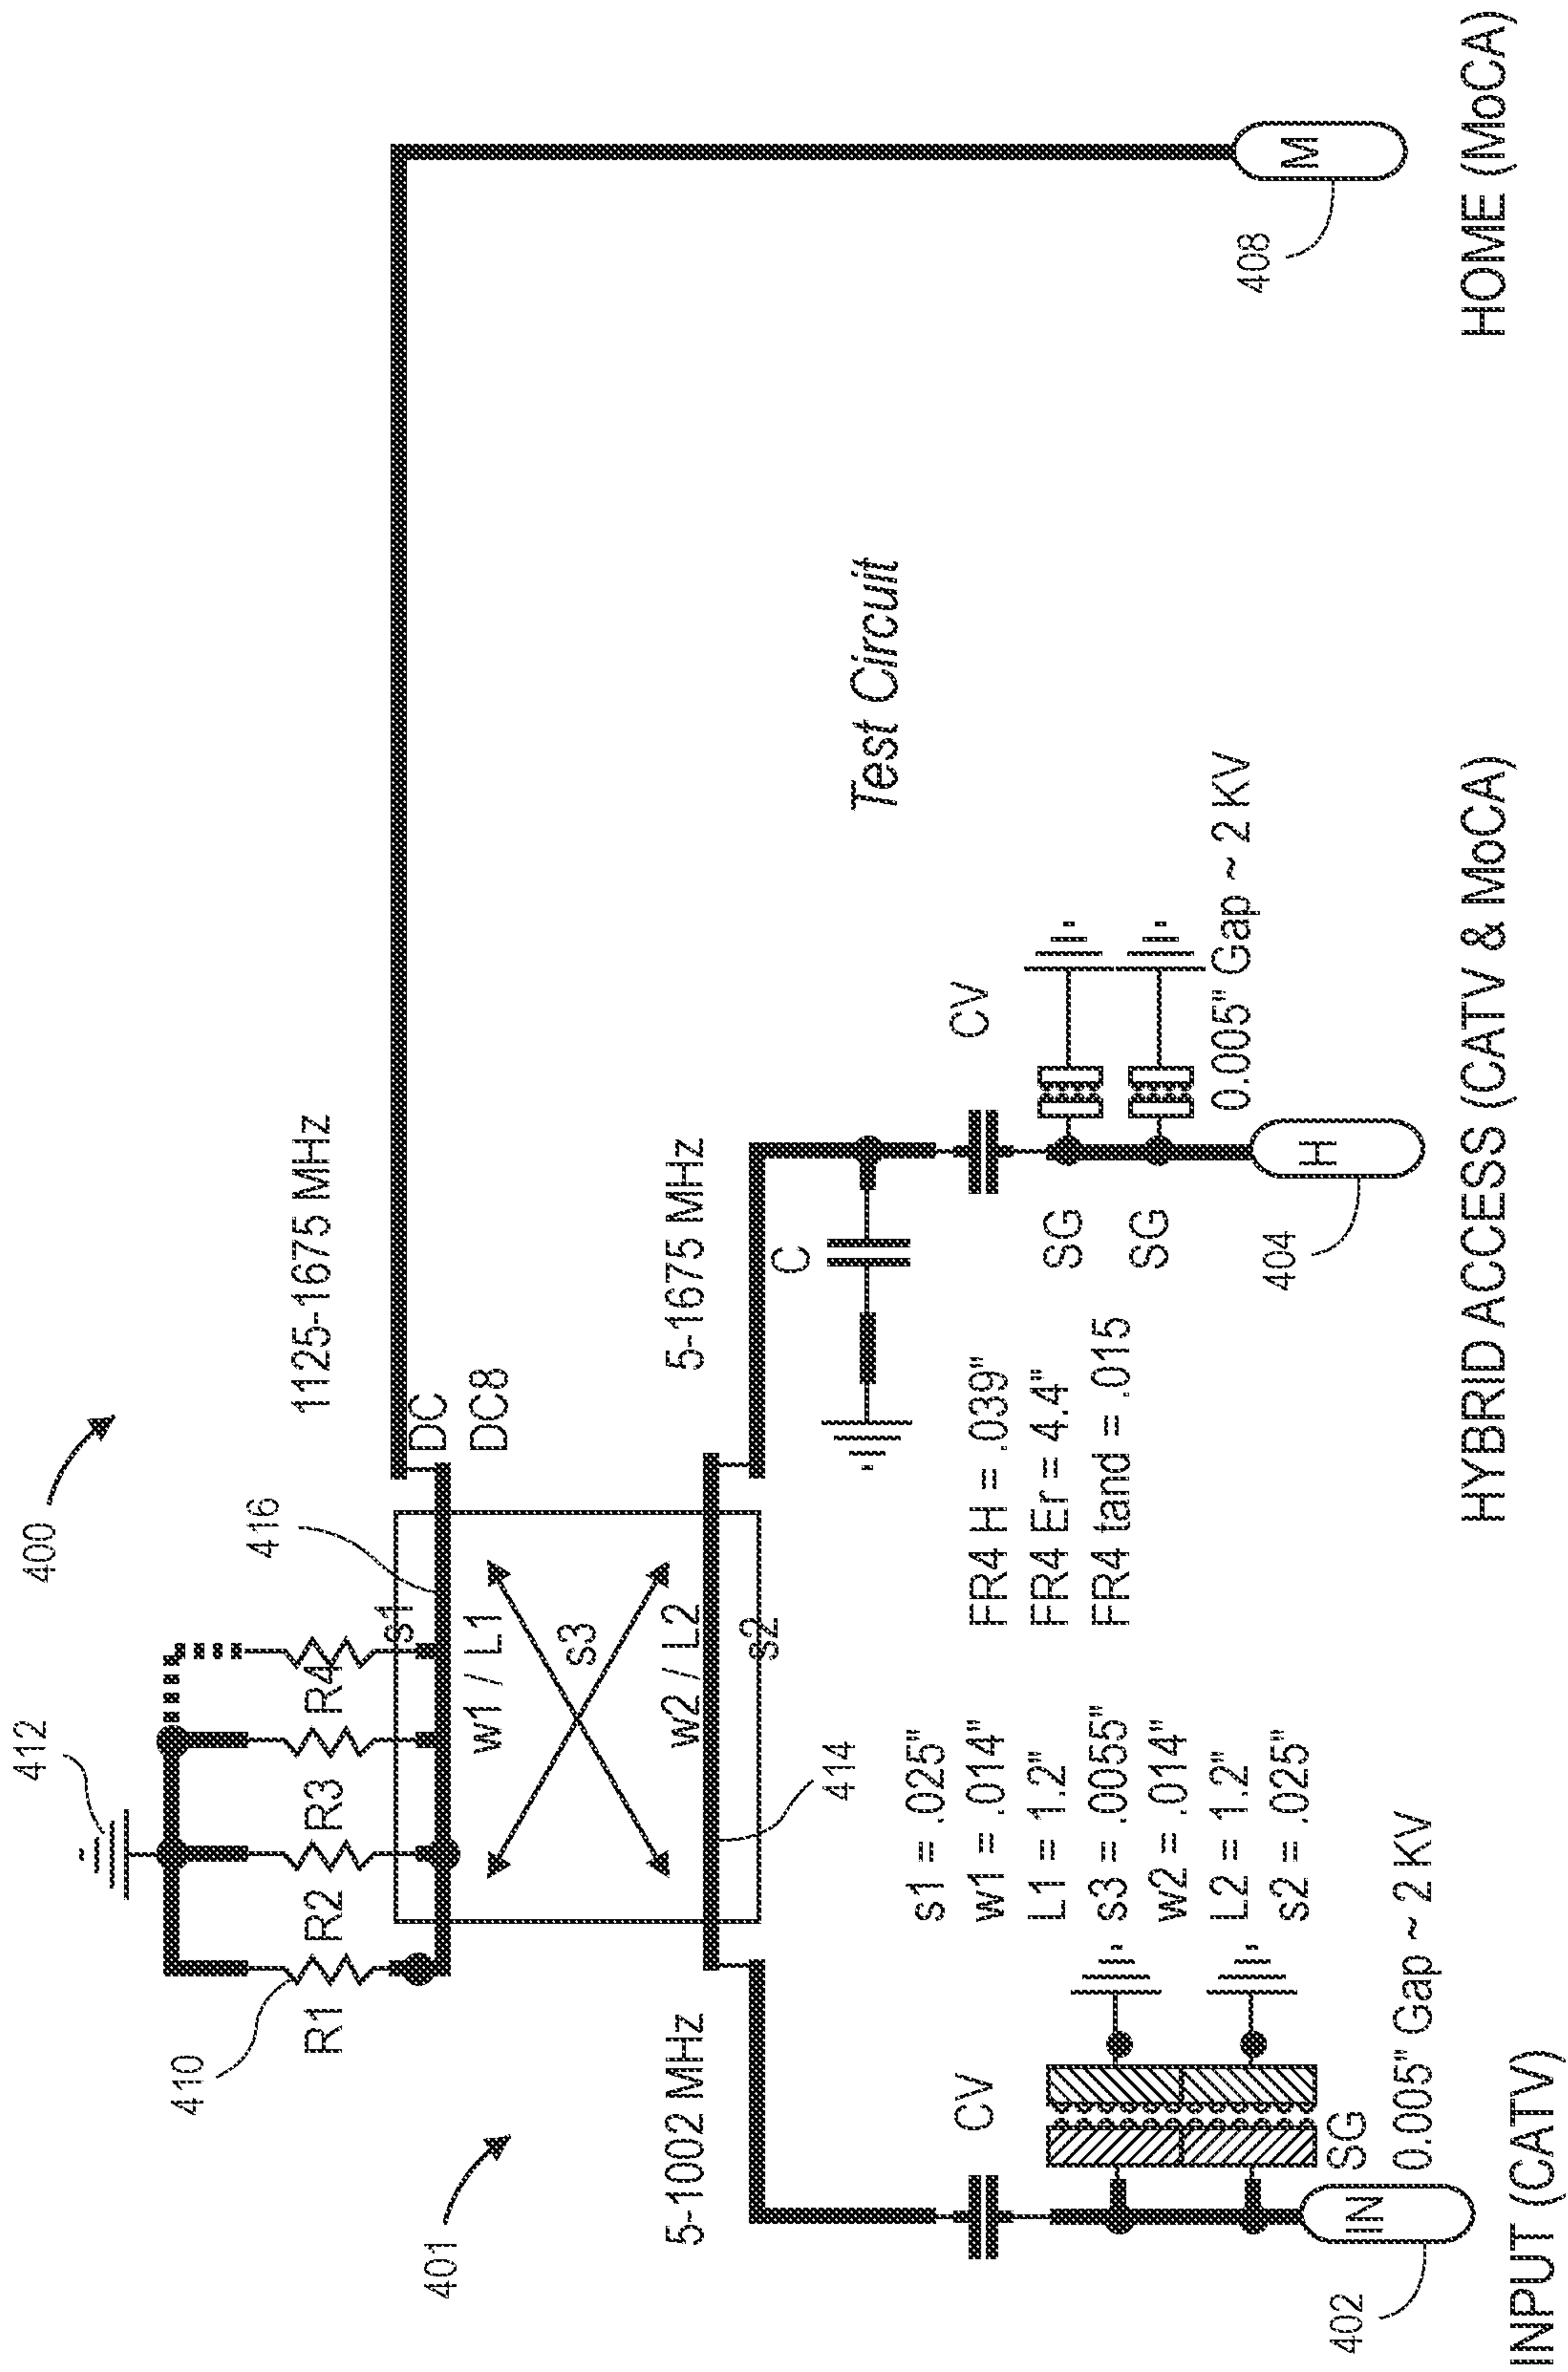 400
401
412
410
R1
R2
R3
R4
416
s1
DC
DC8
1125-1675 MHz
w1 / L1
s3
w2 / L2
s2
414
5-1002 MHz
5-1675 MHz
C
CV
CV
Test Circuit
s1 = .025"
w1 = .014"
L1 = 1.2"
s3 = .0055"
w2 = .014"
L2 = 1.2"
s2 = .025"
FR4 H = .039"
FR4 Er = 4.4"
FR4 tand = .015
SG
SG
0.005" Gap ~ 2 KV
SG
0.005" Gap ~ 2 KV
IN
402
H
404
M
408
INPUT (CATV)
HYBRID ACCESS (CATV & MoCA)
HOME (MoCA)